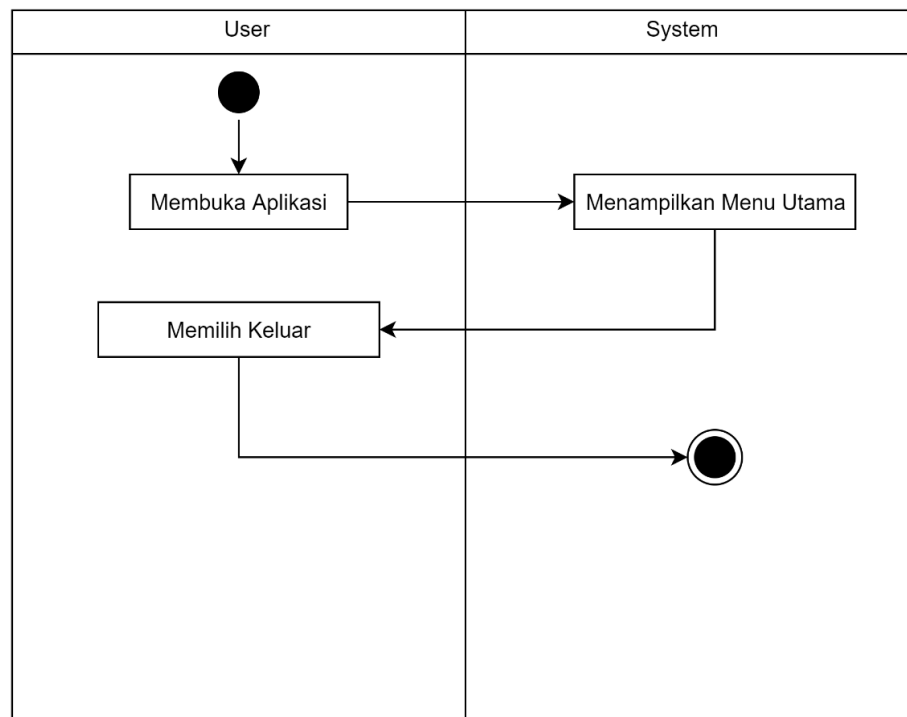 User
System
Membuka Aplikasi
Menampilkan Menu Utama
Memilih Keluar